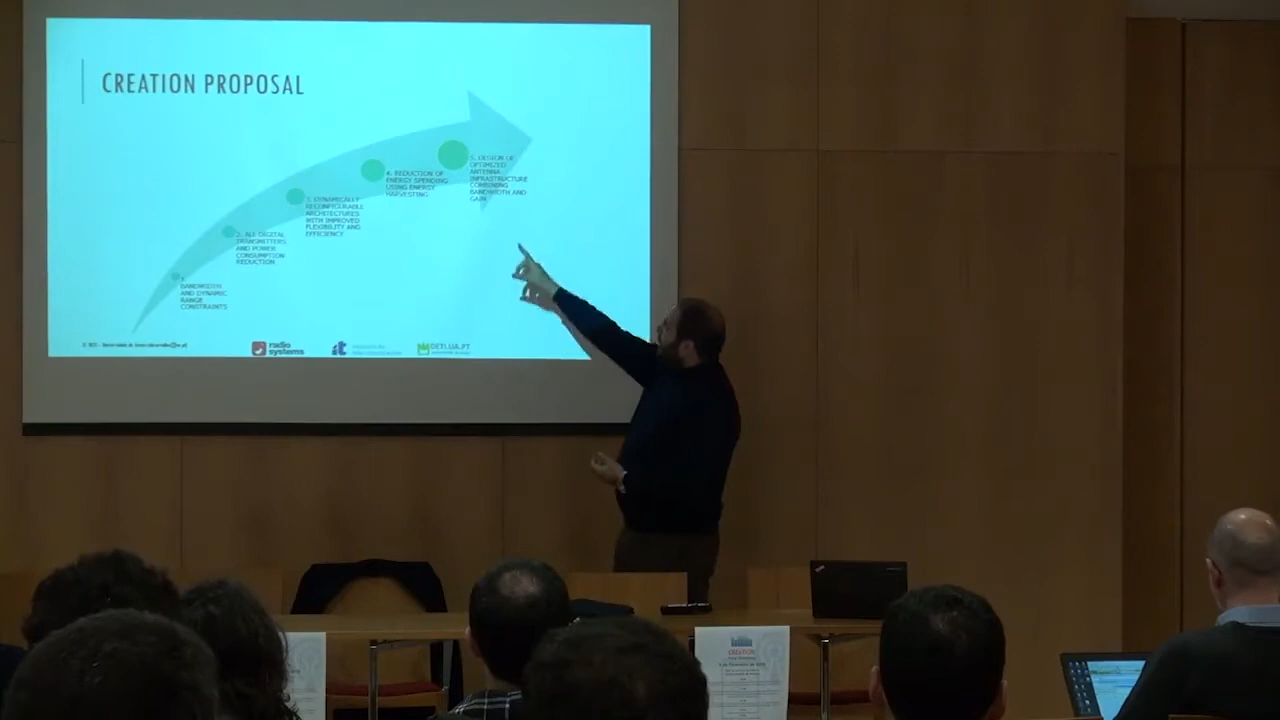 CREATION PROPOSAL
1.
BANDWIDTH
AND DYNAMIC
RANGE
CONSTRAINTS
2. ALL DIGITAL
TRANSMITTERS
AND POWER
CONSUMPTION
REDUCTION
3. DYNAMICALLY
RECONFIGURABLE
ARCHITECTURES
WITH IMPROVED
FLEXIBILITY AND
EFFICIENCY
4. REDUCTION OF
ENERGY SPENDING
USING ENERGY
HARVESTING
5. DESIGN OF
OPTIMIZED
ANTENNA
INFRASTRUCTURE
COMBINING
BANDWIDTH AND
GAIN
radio
systems
it
DETI.UA.PT
CREATION